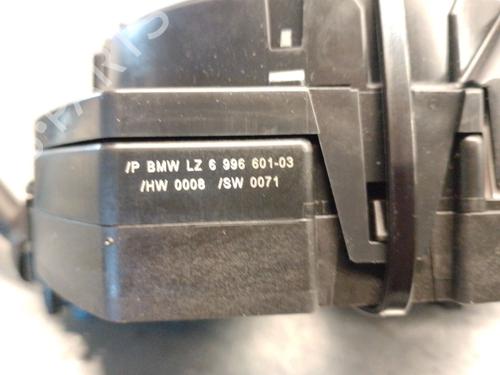 /P BMW LZ 6 996 601-03
/HW 0008 /SW 0071